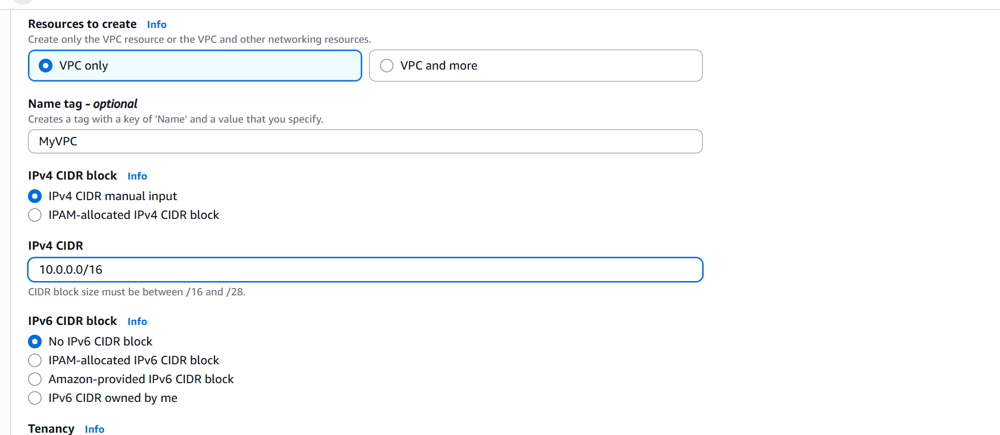 Resources to create Info
Create only the VPC resource or the VPC and other networking resources.
VPC only VPC and more
Name tag - optional
Creates a tag with a key of 'Name' and a value that you specify.
MyVPC
IPv4 CIDR block Info
IPv4 CIDR manual input
IPAM-allocated IPv4 CIDR block
IPv4 CIDR
10.0.0.0/16
CIDR block size must be between /16 and /28.
IPv6 CIDR block Info
No IPv6 CIDR block
IPAM-allocated IPv6 CIDR block
Amazon-provided IPv6 CIDR block
IPv6 CIDR owned by me
Tenancy Info